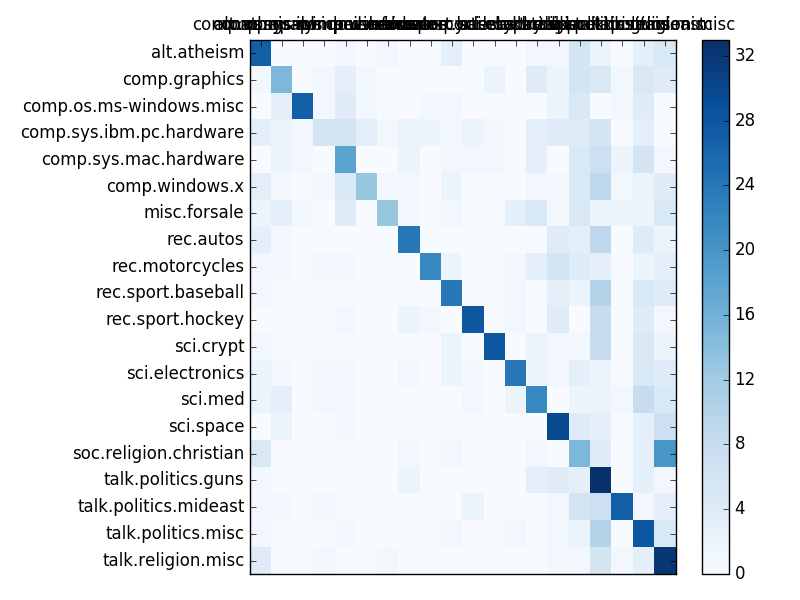 alt.atheism
comp.graphics
comp.os.ms-windows.misc
comp.sys.ibm.pc.hardware
comp.sys.mac.hardware
comp.windows.x
misc.forsale
rec.autos
rec.motorcycles
rec.sport.baseball
rec.sport.hockey
sci.crypt
sci.electronics
sci.med
sci.space
soc.religion.christian
talk.politics.guns
talk.politics.mideast
talk.politics.misc
talk.religion.misc
32
28
24
20
16
12
8
4
0